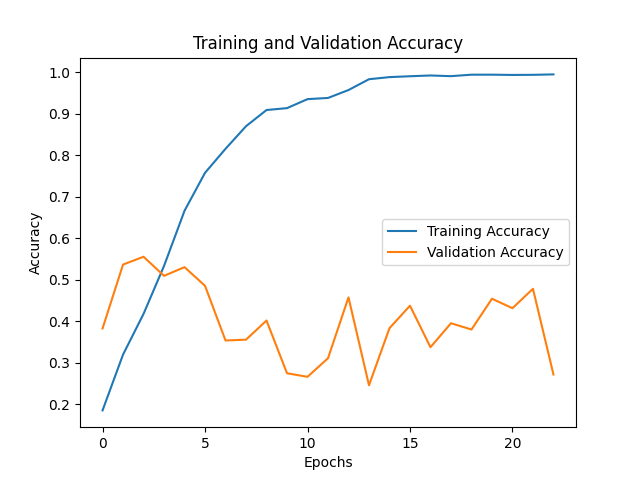 Training and Validation Accuracy
1.0
0.9
0.8
0.7
0.6
0.5
0.4
0.3
0.2
Accuracy
Training Accuracy
Validation Accuracy
0 5 10 15 20
Epochs